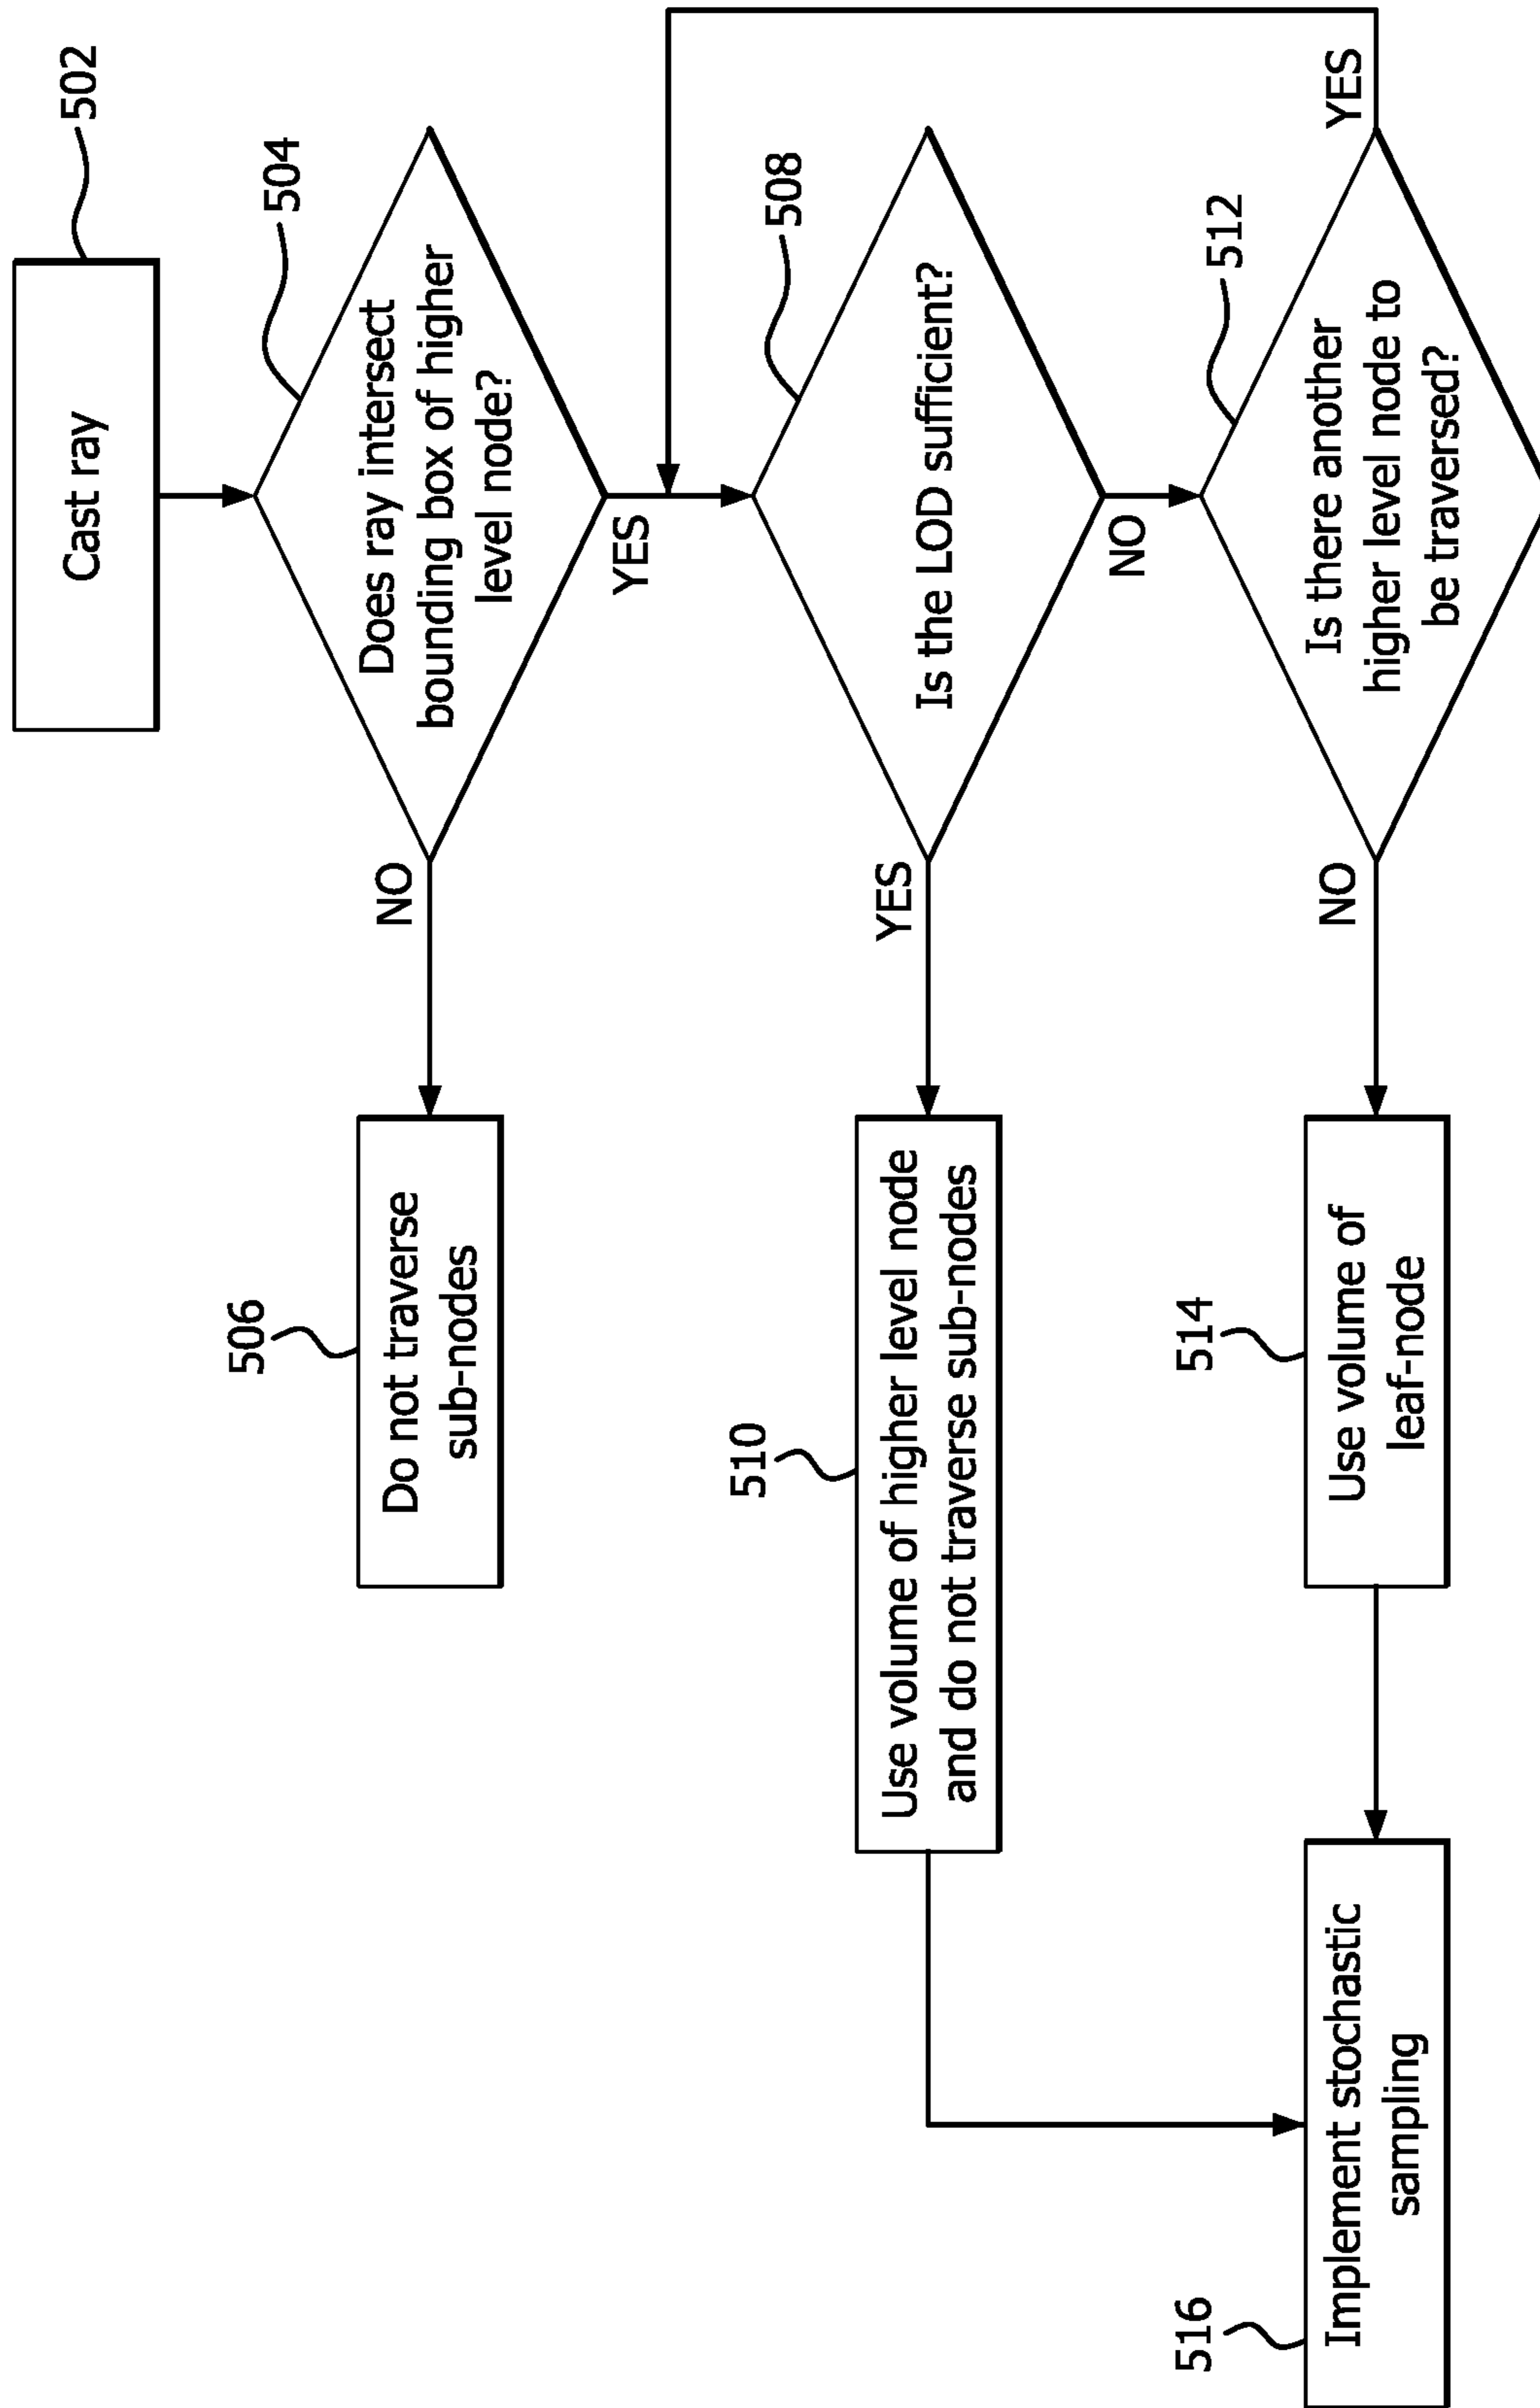 Cast ray
502
504
Does ray intersect
bounding box of higher
level node?
NO
YES
506
Do not traverse
sub-nodes
508
Is the LOD sufficient?
YES
NO
510
Use volume of higher level node
and do not traverse sub-nodes
512
Is there another
higher level node to
be traversed?
YES
NO
514
Use volume of
leaf-node
516
Implement stochastic
sampling